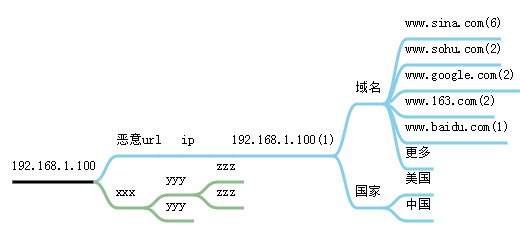 192.168.1.100
恶意url ip 192.168.1.100(1)
域名
www.sina.com(6)
www.sohu.com(2)
www.google.com(2)
www.163.com(2)
www.baidu.com(1)
更多
国家
美国
中国
xxx
yyy
zzz
zzz
yyy